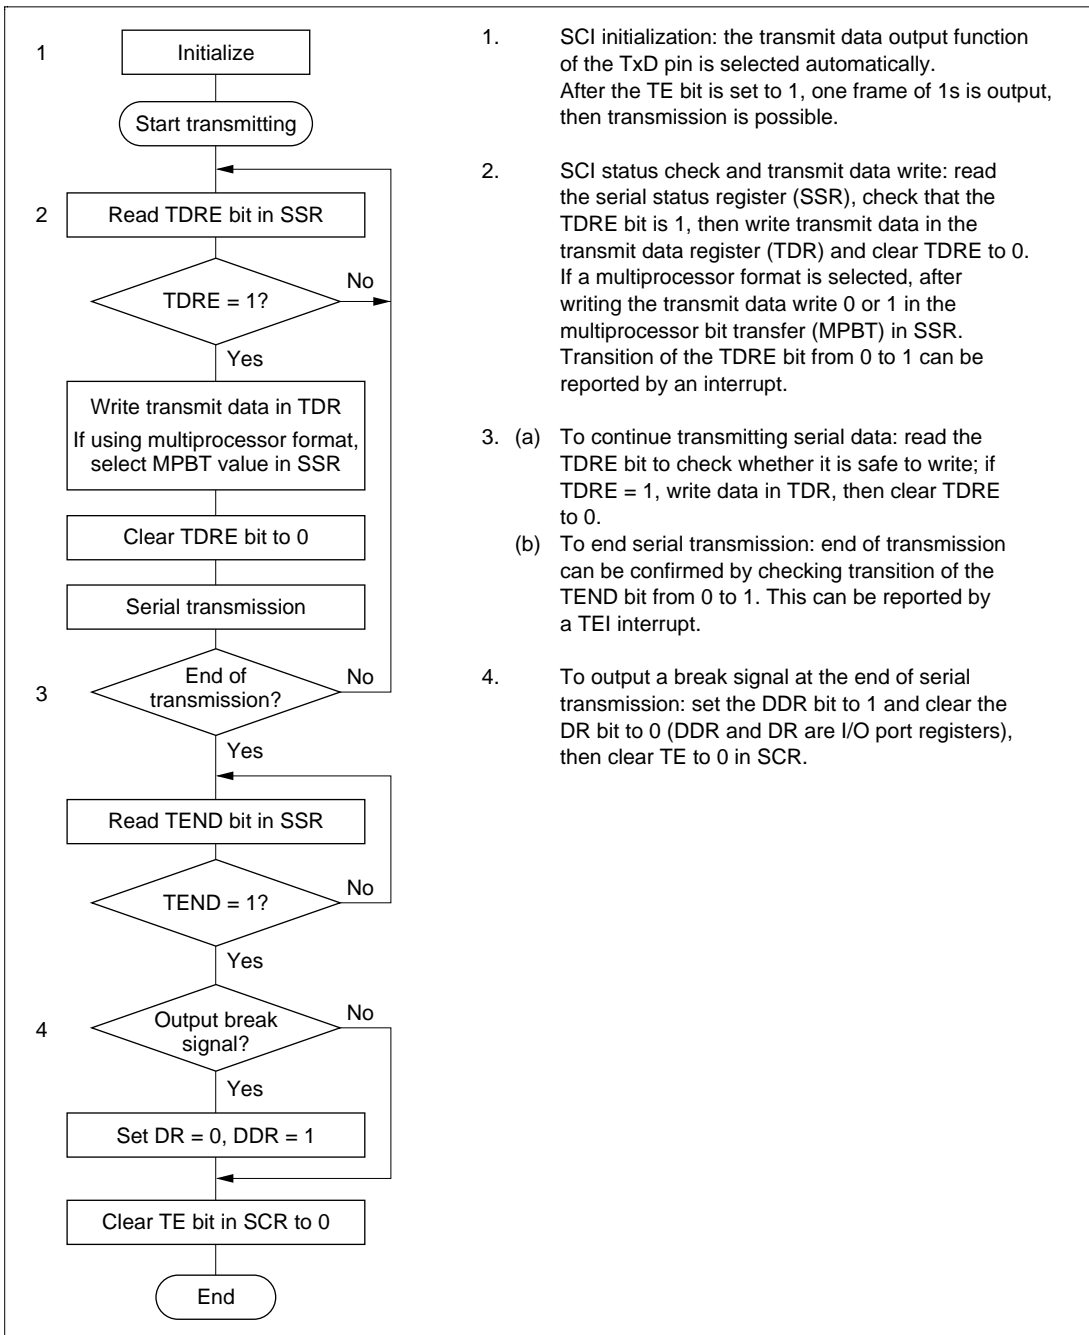 1
Initialize
Start transmitting
2
Read TDRE bit in SSR
TDRE = 1?
No
Yes
Write transmit data in TDR
If using multiprocessor format,
select MPBT value in SSR
Clear TDRE bit to 0
Serial transmission
3
End of
transmission?
No
Yes
Read TEND bit in SSR
TEND = 1?
No
Yes
4
Output break
signal?
No
Yes
Set DR = 0, DDR = 1
Clear TE bit in SCR to 0
End
1. SCI initialization: the transmit data output function
of the TxD pin is selected automatically.
After the TE bit is set to 1, one frame of 1s is output,
then transmission is possible.
2. SCI status check and transmit data write: read
the serial status register (SSR), check that the
TDRE bit is 1, then write transmit data in the
transmit data register (TDR) and clear TDRE to 0.
If a multiprocessor format is selected, after
writing the transmit data write 0 or 1 in the
multiprocessor bit transfer (MPBT) in SSR.
Transition of the TDRE bit from 0 to 1 can be
reported by an interrupt.
3. (a) To continue transmitting serial data: read the
TDRE bit to check whether it is safe to write; if
TDRE = 1, write data in TDR, then clear TDRE
to 0.
(b) To end serial transmission: end of transmission
can be confirmed by checking transition of the
TEND bit from 0 to 1. This can be reported by
a TEI interrupt.
4. To output a break signal at the end of serial
transmission: set the DDR bit to 1 and clear the
DR bit to 0 (DDR and DR are I/O port registers),
then clear TE to 0 in SCR.